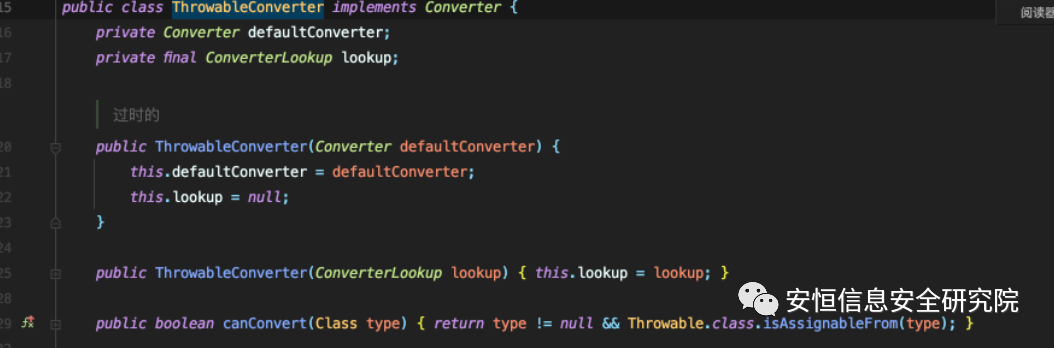 15 public class ThrowableConverter implements Converter {
阅读器
16 private Converter defaultConverter;
17 private final ConverterLookup lookup;
18
过时的
20 public ThrowableConverter(Converter defaultConverter) {
21 this.defaultConverter = defaultConverter;
22 this.lookup = null;
23 }
24
25 public ThrowableConverter(ConverterLookup lookup) { this.lookup = lookup; }
28
29 public boolean canConvert(Class type) { return type != null && Throwable.class.isAssignableFrom(type); }
安恒信息安全研究院